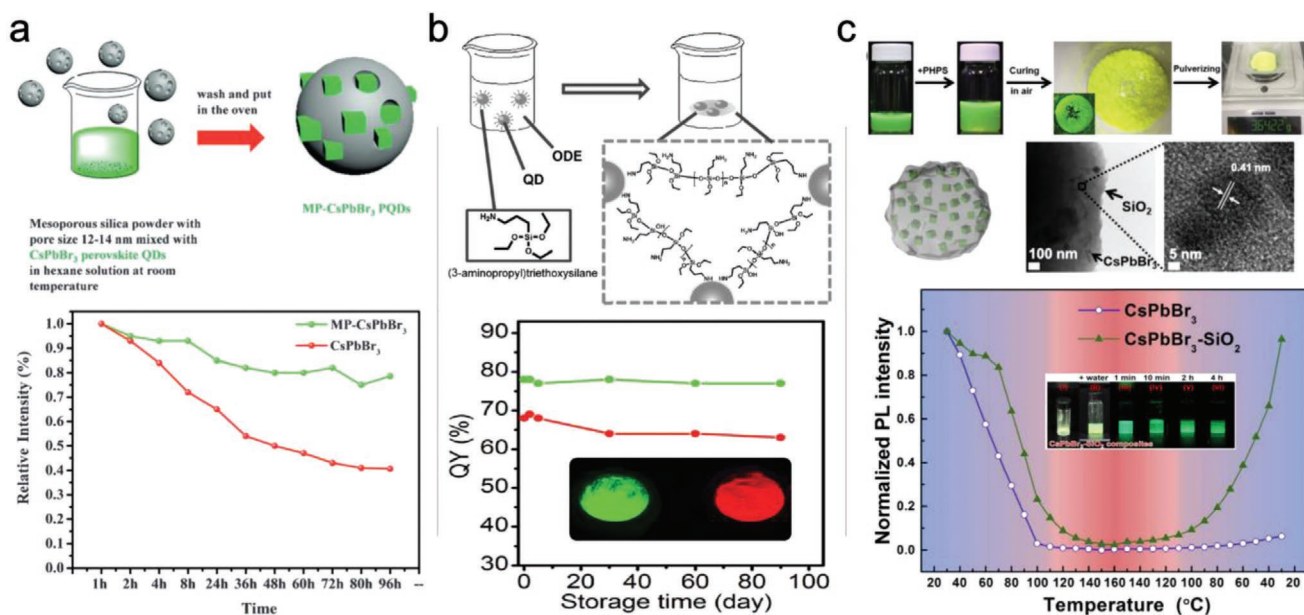 a
wash and put
in the oven
MP-CsPbBr₃ PQDs
Mesoporous silica powder with
pore size 12-14 nm mixed with
CsPbBr₃ perovskite QDs
in hexane solution at room
temperature
MP-CsPbBr₃
CsPbBr₃
Relative Intensity (%)
1.0
0.9
0.8
0.7
0.6
0.5
0.4
0.3
0.2
0.1
0.0
1h 2h 4h 8h 24h 36h 48h 60h 72h 80h 96h --
Time
b
ODE
QD
H₂N
Si
O
O
O
(3-aminopropyl)triethoxysilane
QY (%)
90
80
70
60
50
40
30
0 20 40 60 80 100
Storage time (day)
c
+PHPS
Curing
in air
Pulverizing
36.422g
SiO₂
CsPbBr₃
100 nm
0.41 nm
5 nm
CsPbBr₃
CsPbBr₃-SiO₂
+ water 1 min 10 min 2 h 4 h
CsPbBr₃-SiO₂ composites
Normalized PL intensity
1.0
0.8
0.6
0.4
0.2
0.0
20 40 60 80 100 120 140 160 140 120 100 80 60 40 20
Temperature (°C)